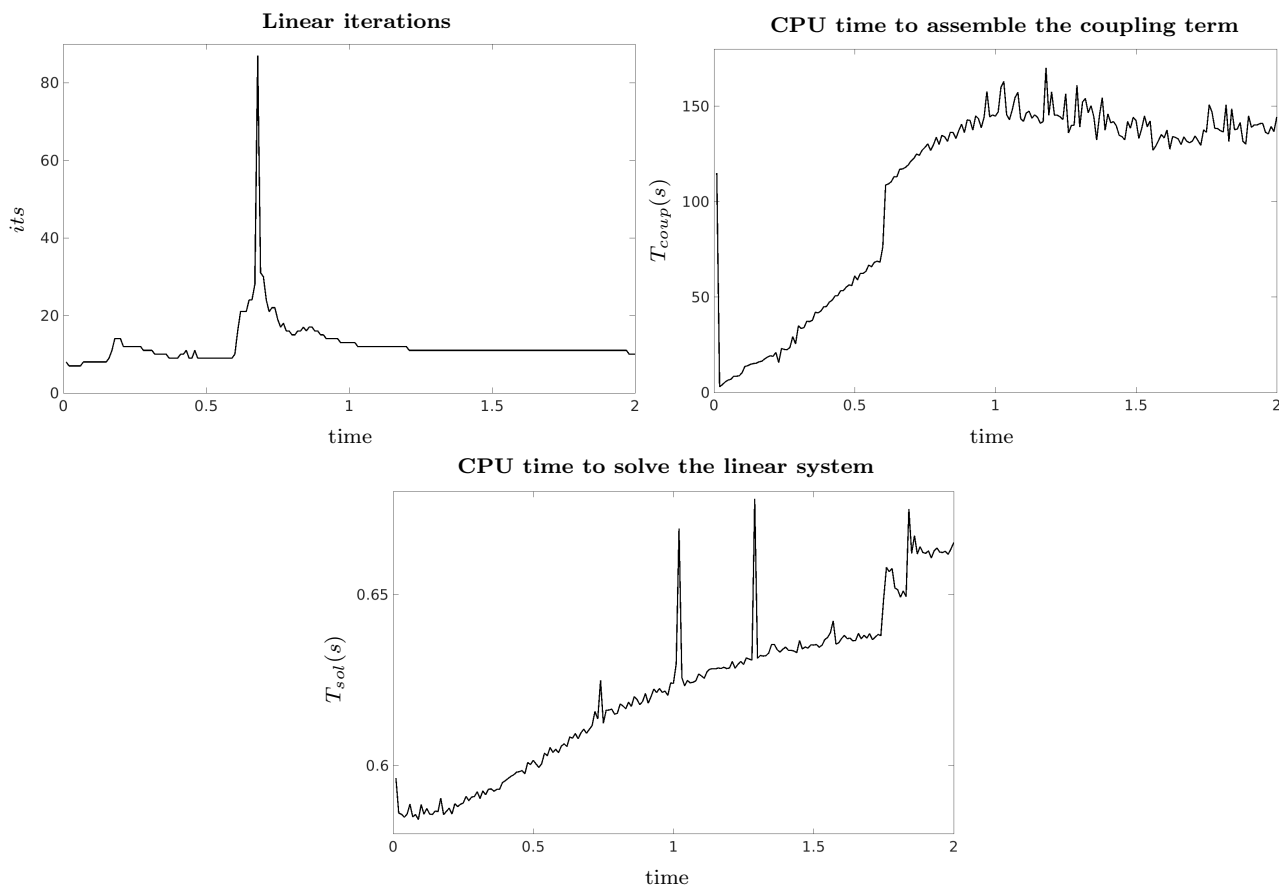 Linear iterations
its
80
60
40
20
0
0 0.5 1 1.5 2
time
CPU time to assemble the coupling term
T_coup(s)
150
100
50
0
0 0.5 1 1.5 2
time
CPU time to solve the linear system
T_sol(s)
0.65
0.6
0 0.5 1 1.5 2
time